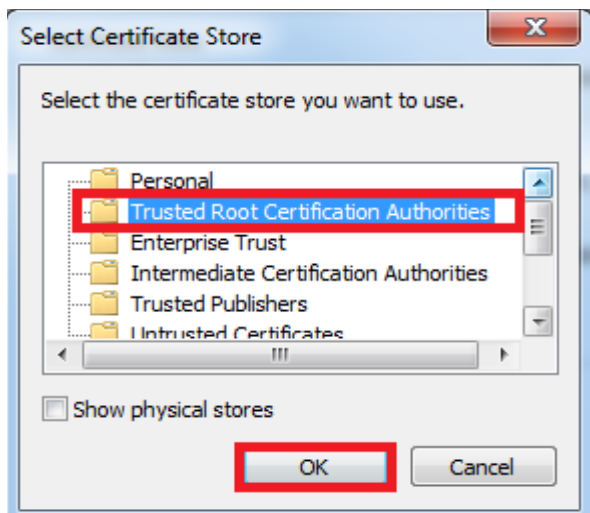 Select Certificate Store
Select the certificate store you want to use.
Personal
Trusted Root Certification Authorities
Enterprise Trust
Intermediate Certification Authorities
Trusted Publishers
Untrusted Certificates
Show physical stores
OK
Cancel